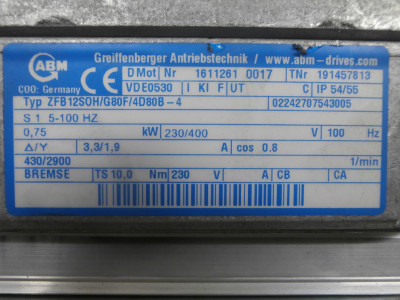 ABM
COO: Germany
CE
Greiffenberger Antriebstechnik / www.abm-drives.com
D Mot Nr 1611261 0017 TNr 191457813
VDE0530 I Kl F UT C IP 54/55
Typ ZFB12SOH/G80F/4D80B-4 02242707543005
S 1 5-100 HZ
0,75 kW 230/400 V 100 Hz
Δ/Y 3,3/1,9 A cos 0.8
430/2900 1/min
BREMSE TS 10,0 Nm 230 V A CB CA